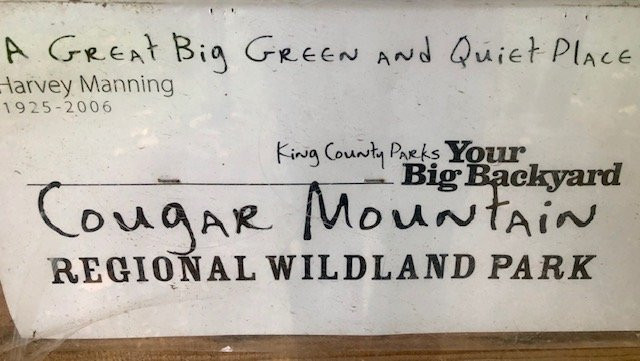 A Great Big Green and Quiet Place
Harvey Manning
1925-2006
King County Parks Your
Big Backyard
Cougar Mountain
REGIONAL WILDLAND PARK